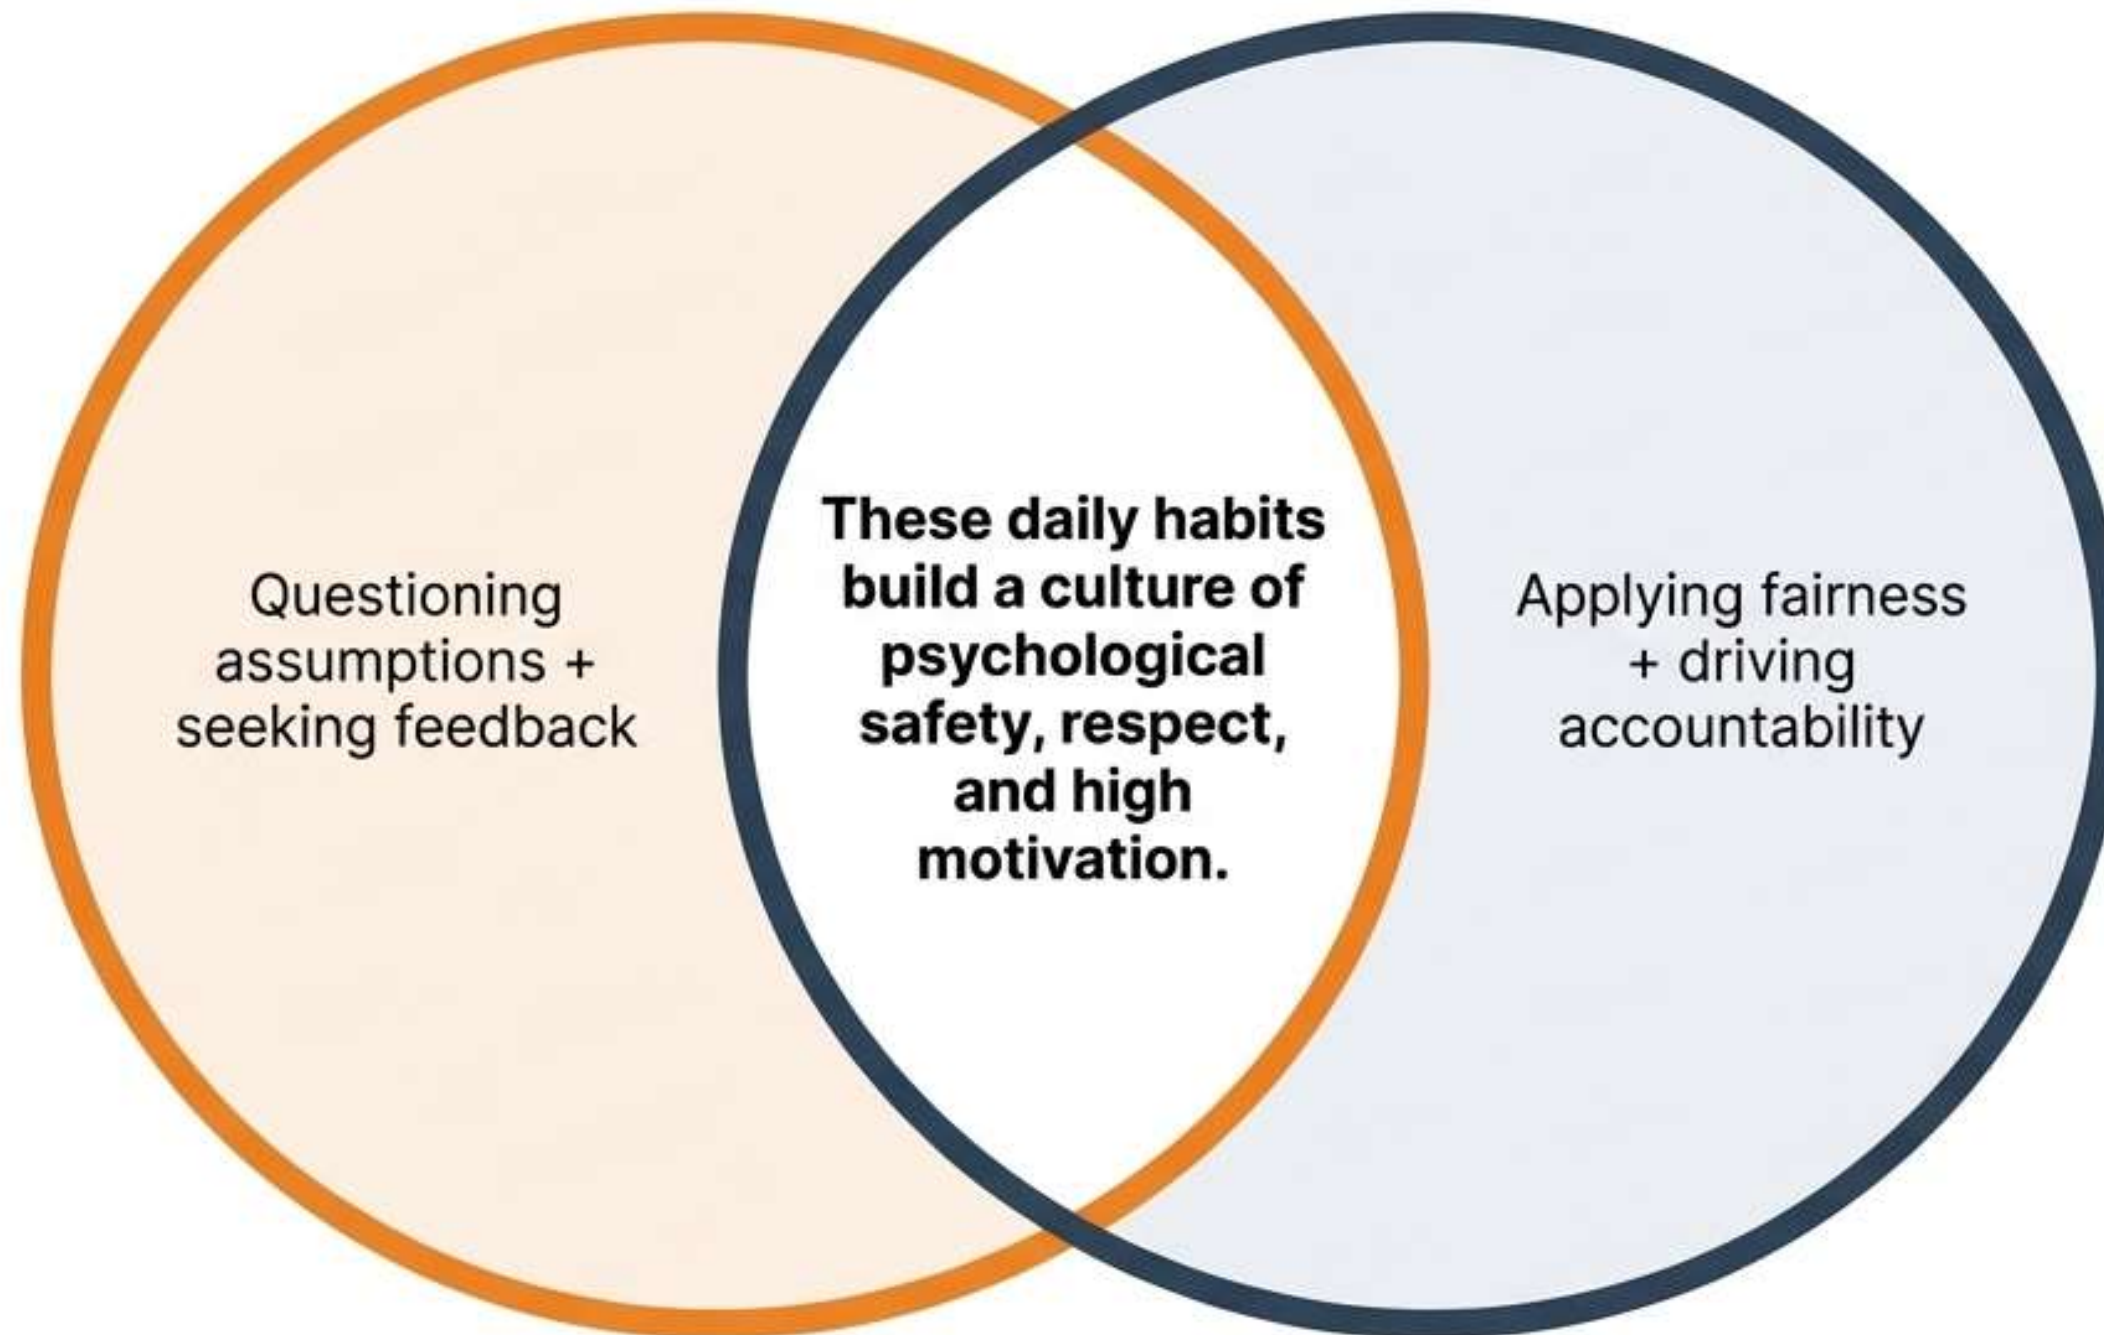 Questioning
assumptions +
seeking feedback
These daily habits
build a culture of
psychological
safety, respect,
and high
motivation.
Applying fairness
+ driving
accountability